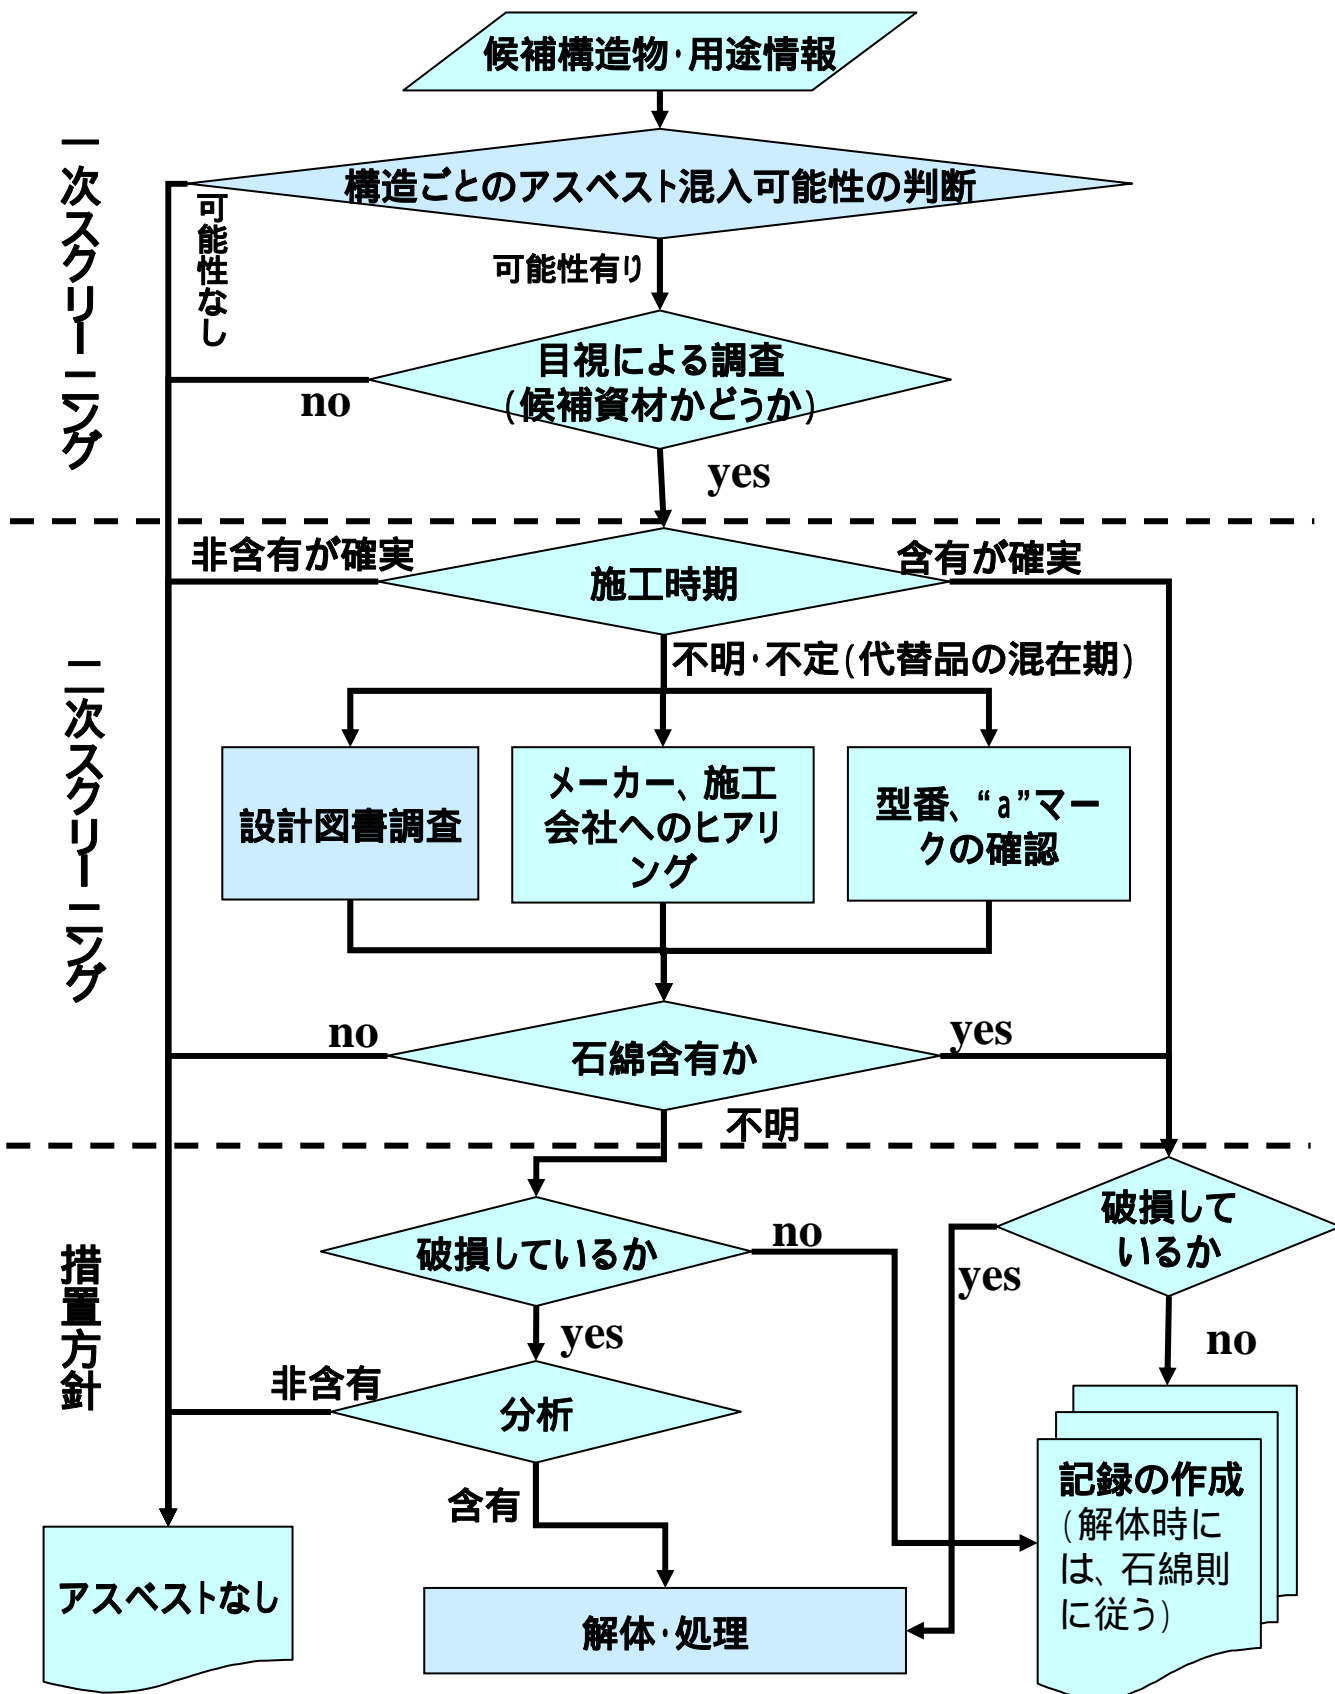 候補構造物・用途情報
一次スクリーニング
構造ごとのアスベスト混入可能性の判断
可能性なし
可能性有り
目視による調査
(候補資材かどうか)
no
yes
二次スクリーニング
非含有が確実
施工時期
含有が確実
不明・不定(代替品の混在期)
設計図書調査
メーカー、施工
会社へのヒアリ
ング
型番、“a”マー
クの確認
no
石綿含有か
yes
不明
措置方針
破損しているか
no
yes
破損して
いるか
yes
no
非含有
分析
含有
記録の作成
(解体時に
は、石綿則
に従う)
アスベストなし
解体・処理